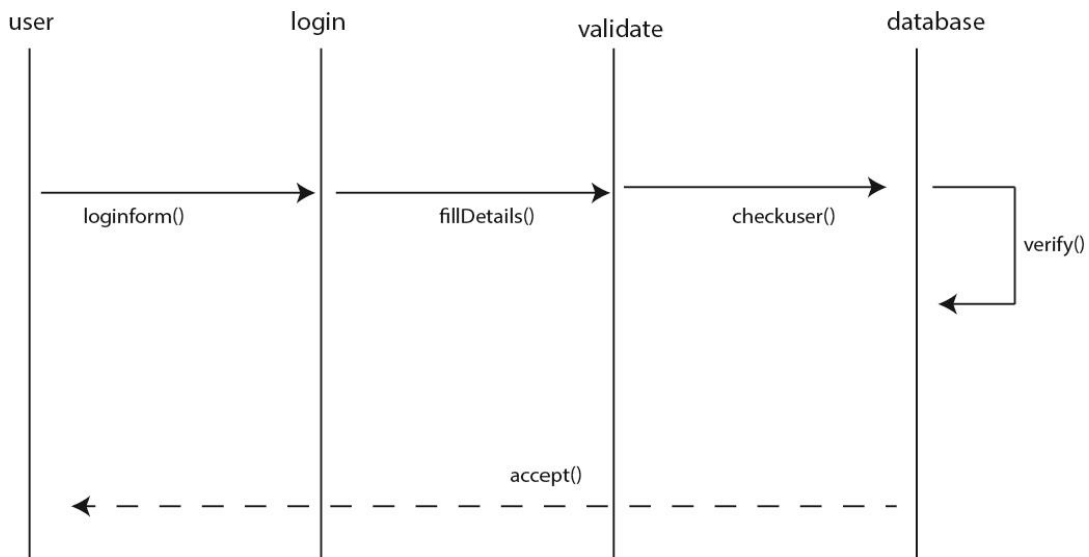 user
login
validate
database
loginform()
fillDetails()
checkuser()
verify()
accept()